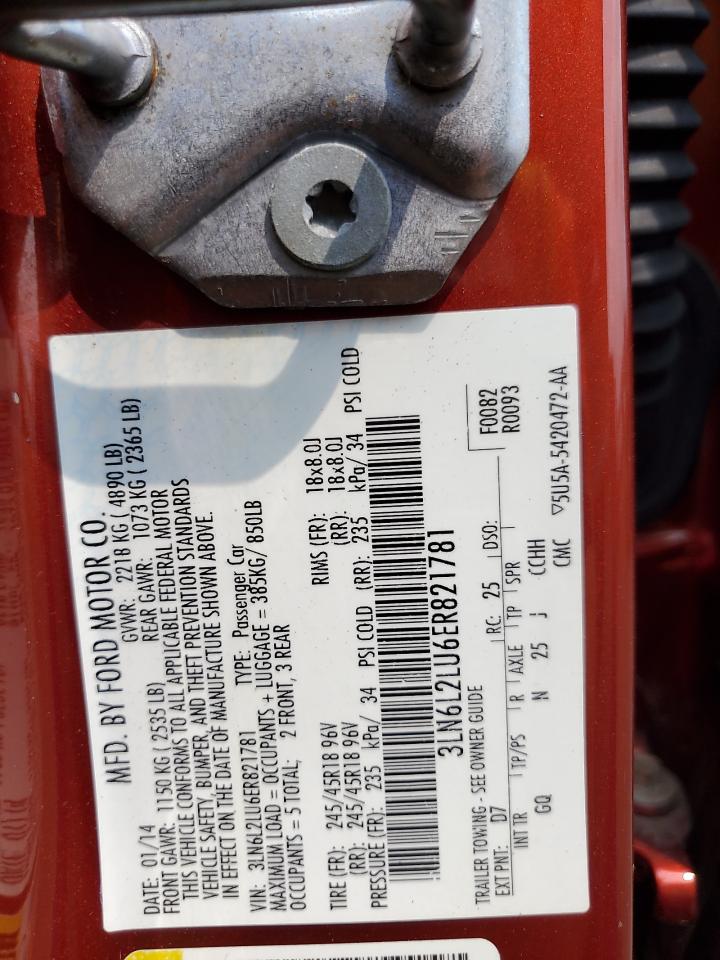 MFD. BY FORD MOTOR CO.
DATE: 01/14 GVWR: 2218 KG ( 4890 LB)
FRONT GAWR: 1150 KG ( 2535 LB) REAR GAWR: 1073 KG ( 2365 LB)
THIS VEHICLE CONFORMS TO ALL APPLICABLE FEDERAL MOTOR
VEHICLE SAFETY, BUMPER, AND THEFT PREVENTION STANDARDS
IN EFFECT ON THE DATE OF MANUFACTURE SHOWN ABOVE.
VIN: 3LN6L2LU6ER821781 TYPE: Passenger Car
MAXIMUM LOAD = OCCUPANTS + LUGGAGE = 385KG/ 850LB
OCCUPANTS = 5 TOTAL; 2 FRONT, 3 REAR
TIRE (FR): 245/45R18 96V RIMS (FR): 18x8.0J
(RR): 245/45R18 96V (RR): 18x8.0J
PRESSURE (FR): 235 kPa/ 34 PSI COLD (RR): 235 kPa/ 34 PSI COLD
3LN6L2LU6ER821781
TRAILER TOWING - SEE OWNER GUIDE F0082
EXT PNT: D7 RC: 25 DSO: R0093
INT TR TP/PS R AXLE TP SPR
GQ N 25 J CCHH
CMC ▽5U5A-5420472-AA